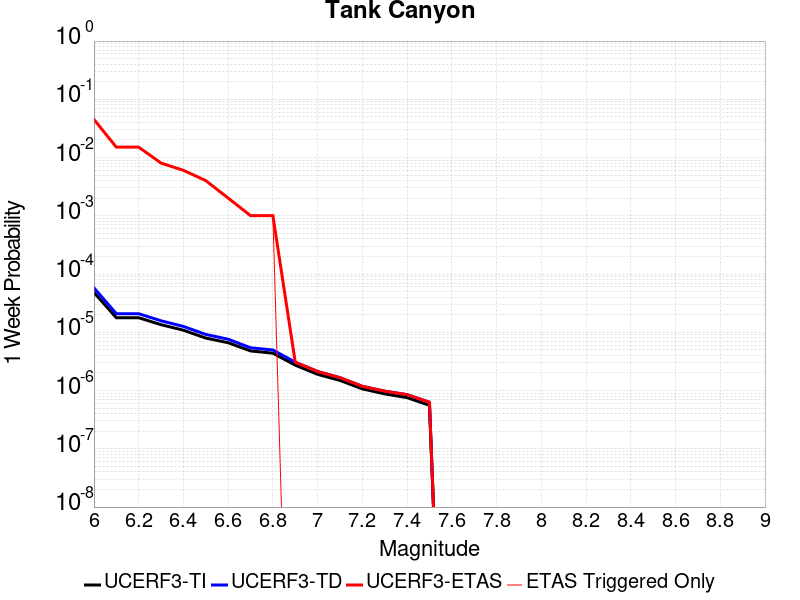 Tank Canyon
10 0
10 -1
10 -2
10 -3
10 -4
10 -5
10 -6
10 -7
10 -8
1 Week Probability
6 6.2 6.4 6.6 6.8 7 7.2 7.4 7.6 7.8 8 8.2 8.4 8.6 8.8 9
Magnitude
UCERF3-TI UCERF3-TD UCERF3-ETAS ETAS Triggered Only